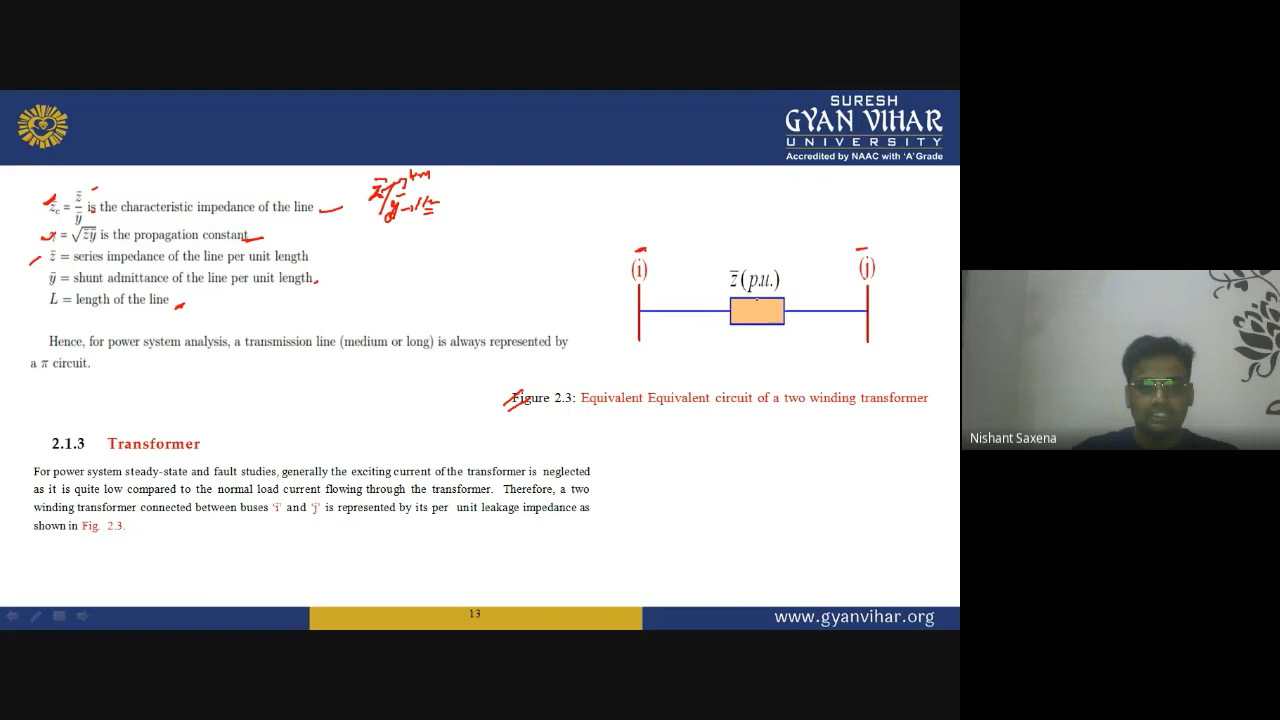 SURESH
GYAN VIHAR
UNIVERSITY
Accredited by NAAC with 'A' Grade
z̄c = z̄/ȳ is the characteristic impedance of the line
= √z̄ȳ is the propagation constant
z̄ = series impedance of the line per unit length
ȳ = shunt admittance of the line per unit length
L = length of the line
Hence, for power system analysis, a transmission line (medium or long) is always represented by
a π circuit.
(i)
z̄(p.u.)
(j)
Figure 2.3: Equivalent Equivalent circuit of a two winding transformer
2.1.3 Transformer
For power system steady-state and fault studies, generally the exciting current of the transformer is neglected
as it is quite low compared to the normal load current flowing through the transformer. Therefore, a two
winding transformer connected between buses 'i' and 'j' is represented by its per unit leakage impedance as
shown in Fig. 2.3.
13
www.gyanvihar.org
Nishant Saxena